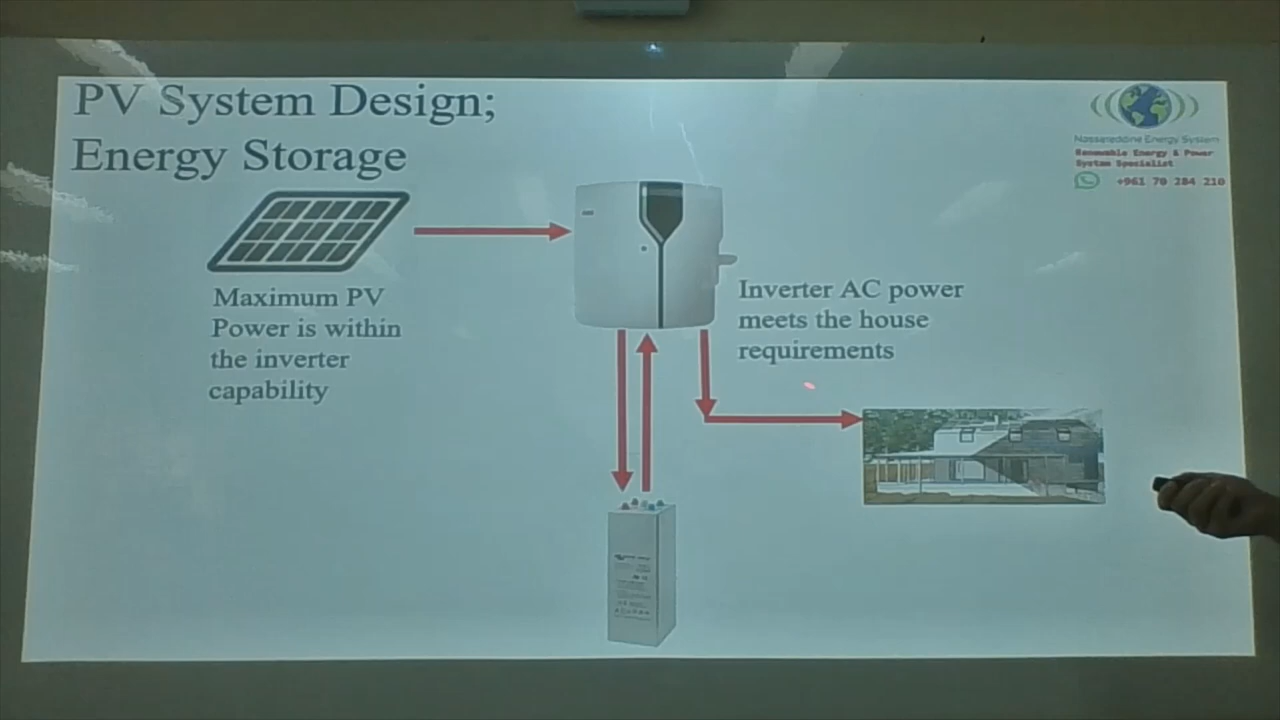 PV System Design;
Energy Storage
Nassereddine Energy System
Renewable Energy & Power
System Specialist
+961 70 284 210
Maximum PV
Power is within
the inverter
capability
Inverter AC power
meets the house
requirements